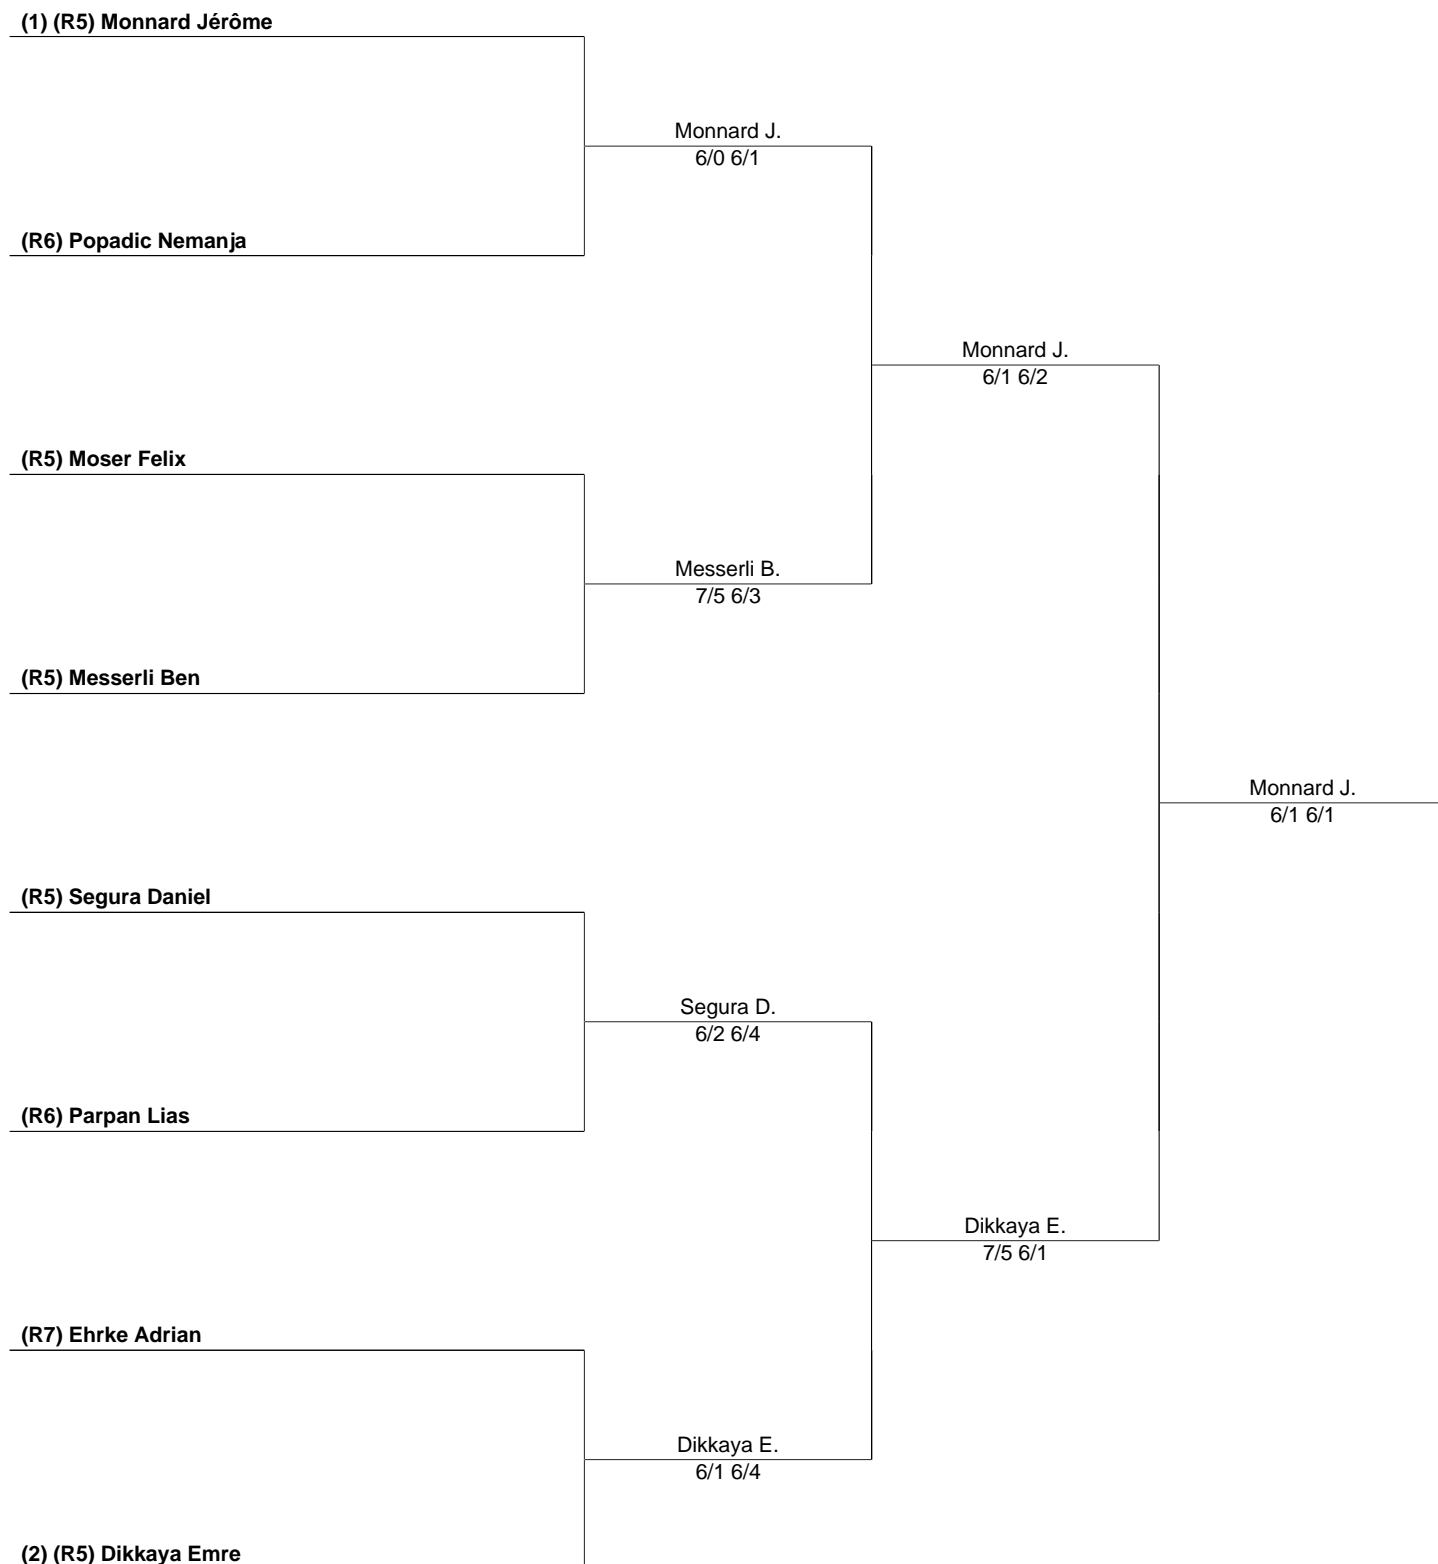 (1) (R5) Monnard Jérôme
Monnard J.
6/0 6/1
(R6) Popadic Nemanja
Monnard J.
6/1 6/2
(R5) Moser Felix
Messerli B.
7/5 6/3
(R5) Messerli Ben
Monnard J.
6/1 6/1
(R5) Segura Daniel
Segura D.
6/2 6/4
(R6) Parpan Lias
Dikkaya E.
7/5 6/1
(R7) Ehrke Adrian
Dikkaya E.
6/1 6/4
(2) (R5) Dikkaya Emre